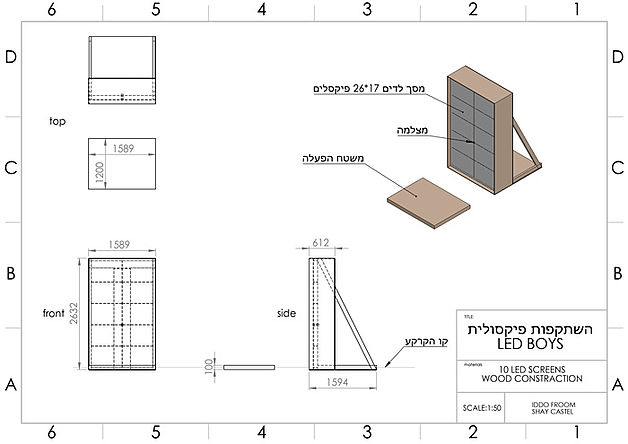 6 5 4 3 2 1
D
C
B
A
top
1589
1200
מסך לדים 17*26 פיקסלים
מצלמה
משטח הפעלה
D
C
B
A
1589
2632
front
100
612
side
1594
קו הקרקע
TITLE:
השתקפות פיקסולית
LED BOYS
materials:
10 LED SCREENS
WOOD CONSTRACTION
SCALE:1:50
IDDO FROOM
SHAY CASTEL
6 5 4 3 2 1